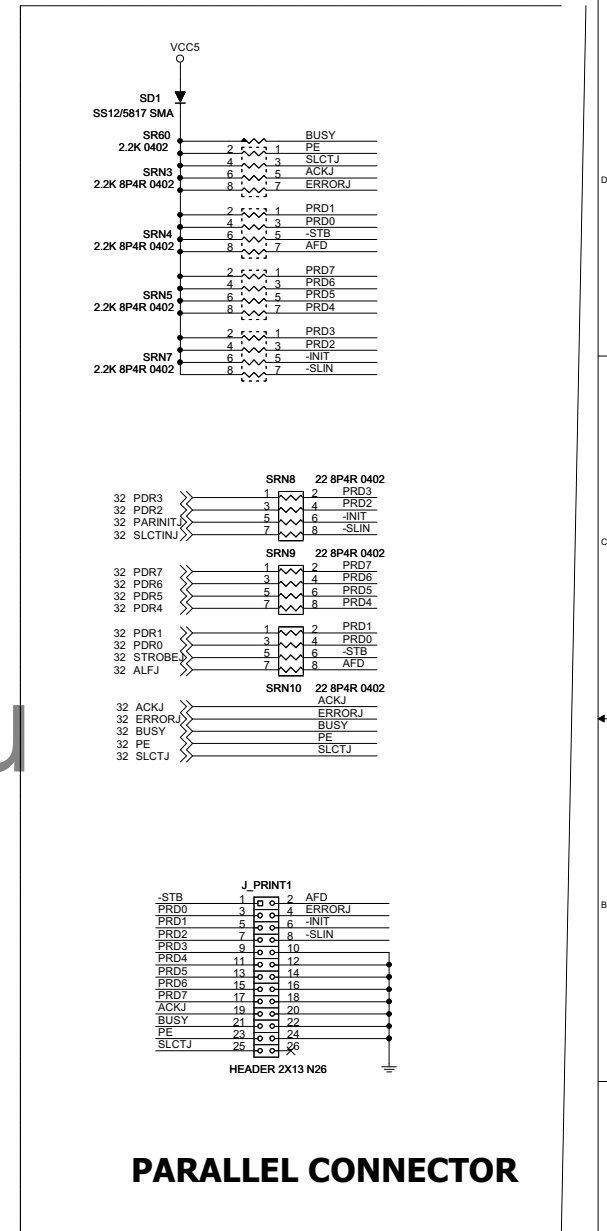 VCC5
SD1
SS12/5817 SMA
SR60 BUSY
2.2K 0402 2 1 PE
4 3 SLCTJ
SRN3 6 5 ACKJ
2.2K 8P4R 0402 8 7 ERRORJ
2 1 PRD1
4 3 PRD0
SRN4 6 5 -STB
2.2K 8P4R 0402 8 7 AFD
2 1 PRD7
4 3 PRD6
SRN5 6 5 PRD5
2.2K 8P4R 0402 8 7 PRD4
2 1 PRD3
4 3 PRD2
SRN7 6 5 -INIT
2.2K 8P4R 0402 8 7 -SLIN
D
SRN8 22 8P4R 0402
32 PDR3 1 2 PRD3
32 PDR2 3 4 PRD2
32 PARINITJ 5 6 -INIT
32 SLCTINJ 7 8 -SLIN
C
SRN9 22 8P4R 0402
32 PDR7 1 2 PRD7
32 PDR6 3 4 PRD6
32 PDR5 5 6 PRD5
32 PDR4 7 8 PRD4
32 PDR1 1 2 PRD1
32 PDR0 3 4 PRD0
32 STROBEJ 5 6 -STB
32 ALFJ 7 8 AFD
SRN10 22 8P4R 0402
32 ACKJ ACKJ
32 ERRORJ ERRORJ
32 BUSY BUSY
32 PE PE
32 SLCTJ SLCTJ
u
J_PRINT1
-STB 1 2 AFD
PRD0 3 4 ERRORJ
PRD1 5 6 -INIT
PRD2 7 8 -SLIN
PRD3 9 10
PRD4 11 12
PRD5 13 14
PRD6 15 16
PRD7 17 18
ACKJ 19 20
BUSY 21 22
PE 23 24
SLCTJ 25 26
HEADER 2X13 N26
B
PARALLEL CONNECTOR